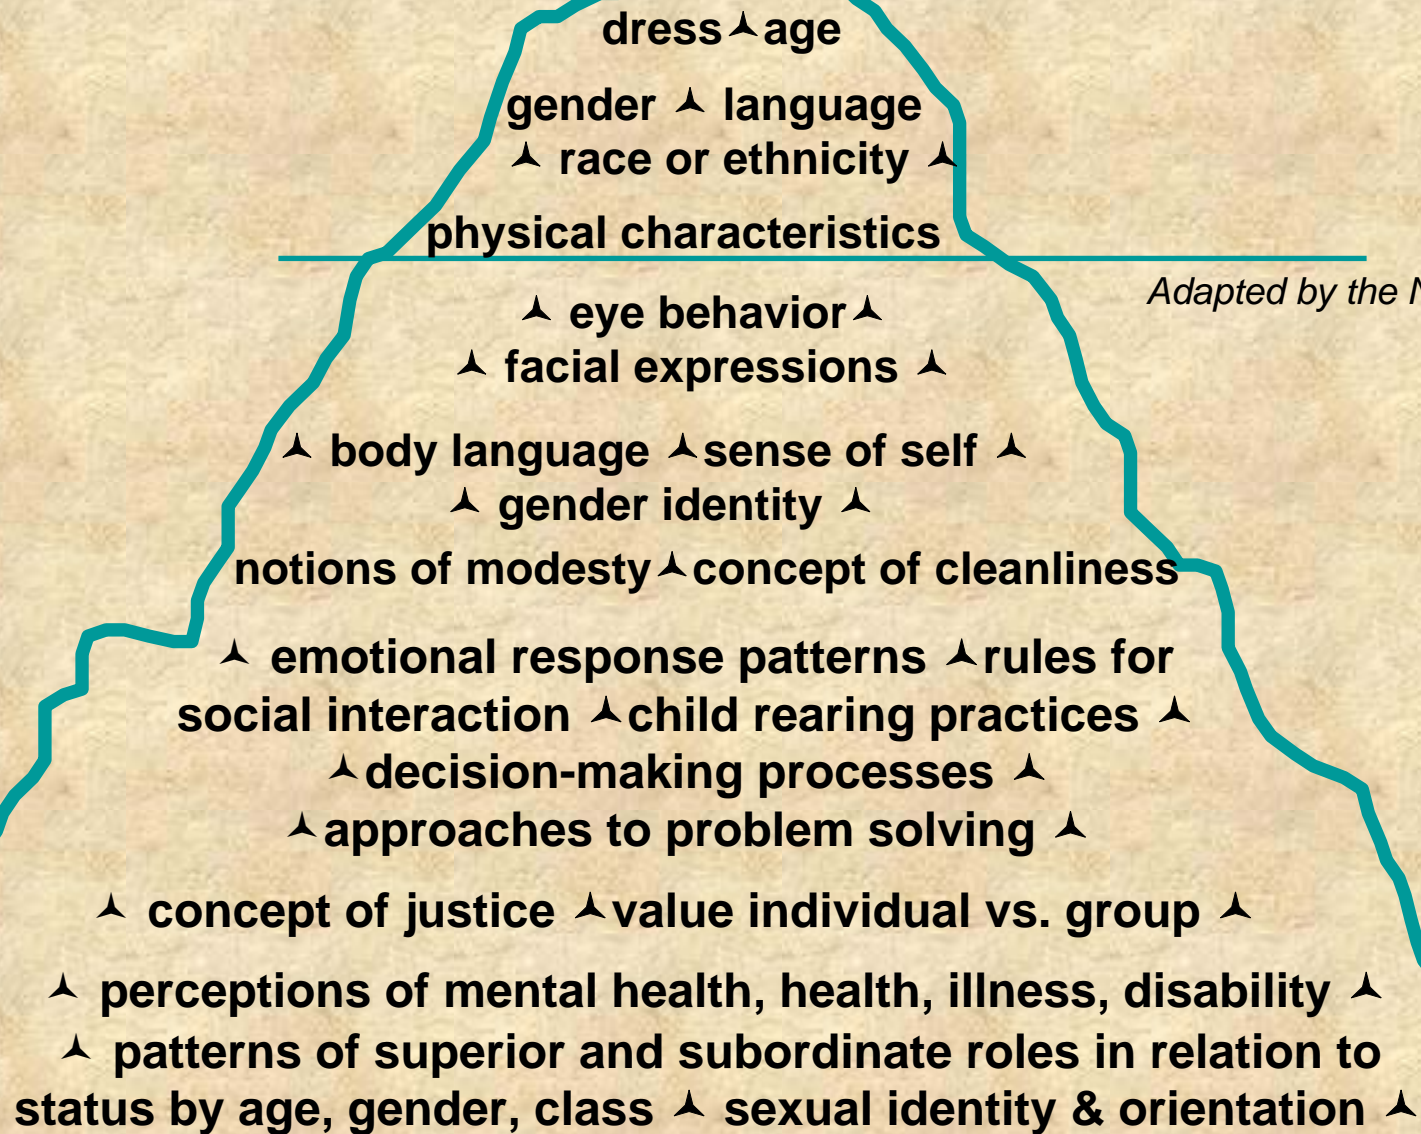 dress age
gender language
race or ethnicity
physical characteristics
Adapted by the
eye behavior
facial expressions
body language sense of self
gender identity
notions of modesty concept of cleanliness
emotional response patterns rules for
social interaction child rearing practices
decision-making processes
approaches to problem solving
concept of justice value individual vs. group
perceptions of mental health, health, illness, disability
patterns of superior and subordinate roles in relation to
status by age, gender, class sexual identity & orientation